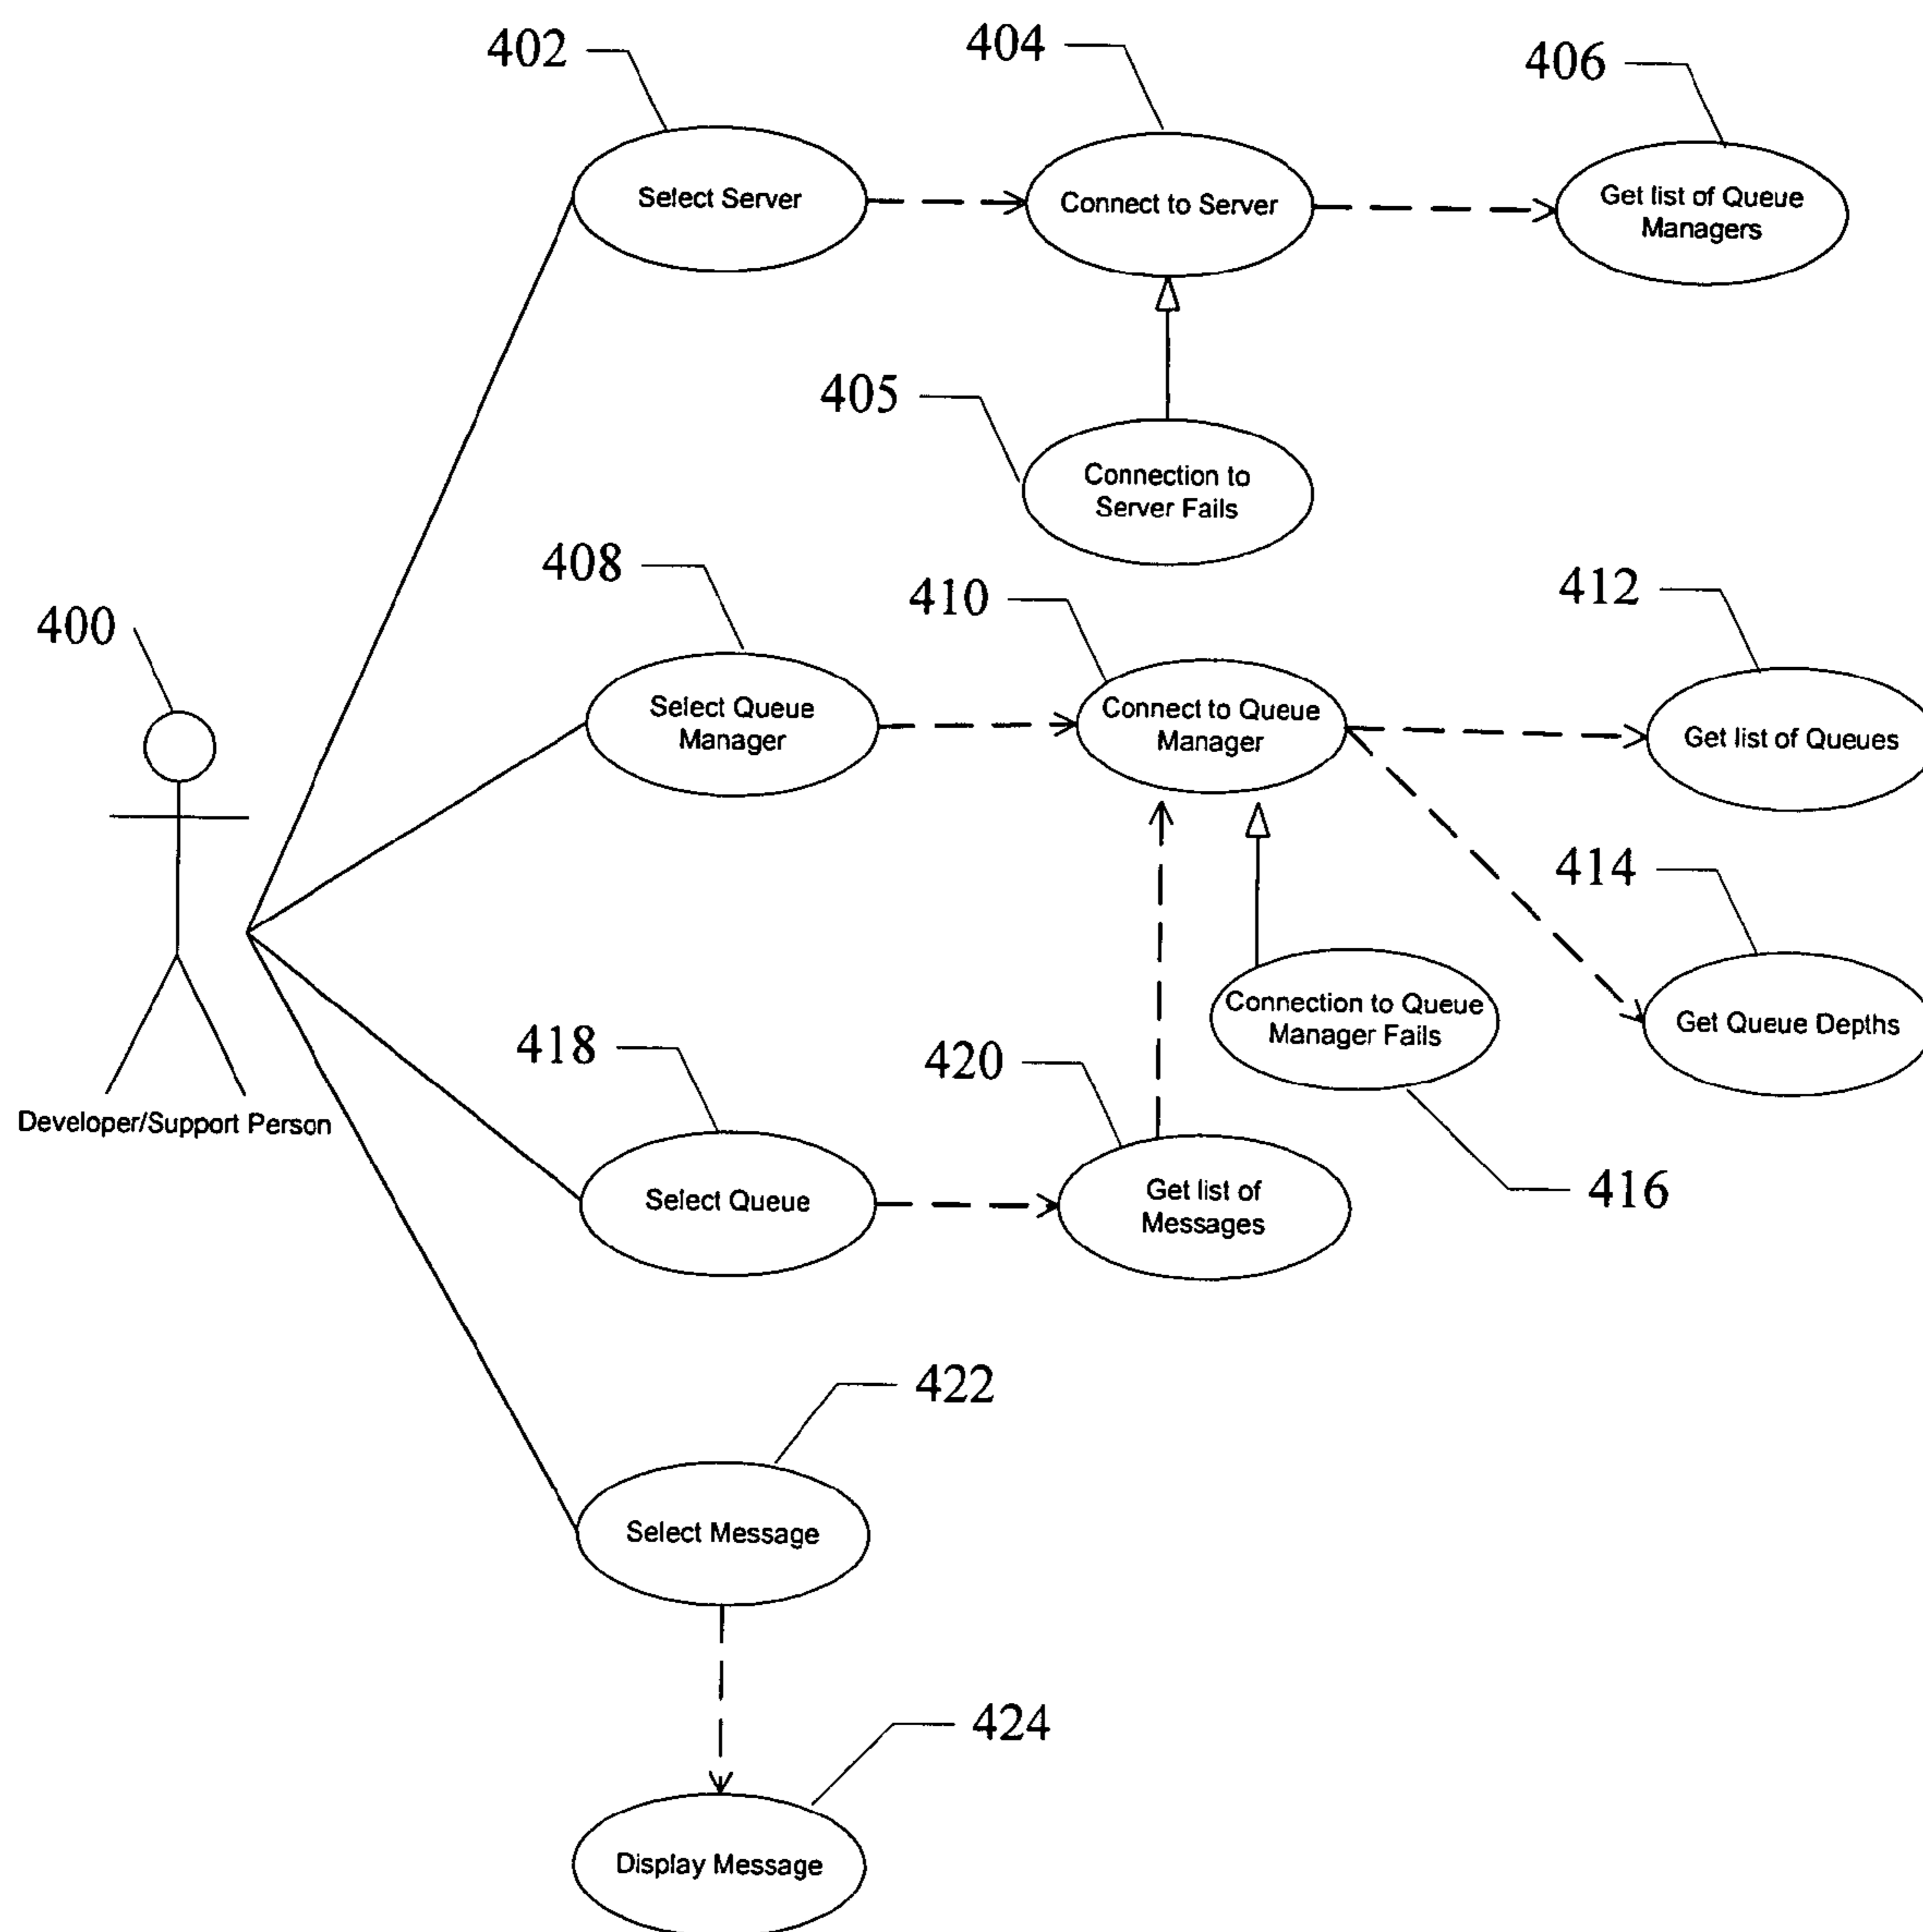 402
404
406
Select Server
Connect to Server
Get list of Queue
Managers
405
Connection to
Server Fails
408
410
412
400
Select Queue
Manager
Connect to Queue
Manager
Get list of Queues
414
Connection to Queue
Manager Fails
Get Queue Depths
418
420
Developer/Support Person
416
Select Queue
Get list of
Messages
422
Select Message
424
Display Message